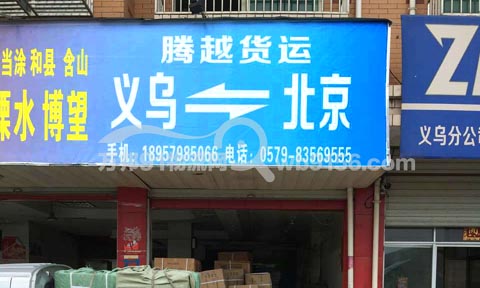 腾越货运
义乌 北京
手机：18957985066 电话：0579-83569555
当涂 和县 含山
溧水 博望
义乌分公司